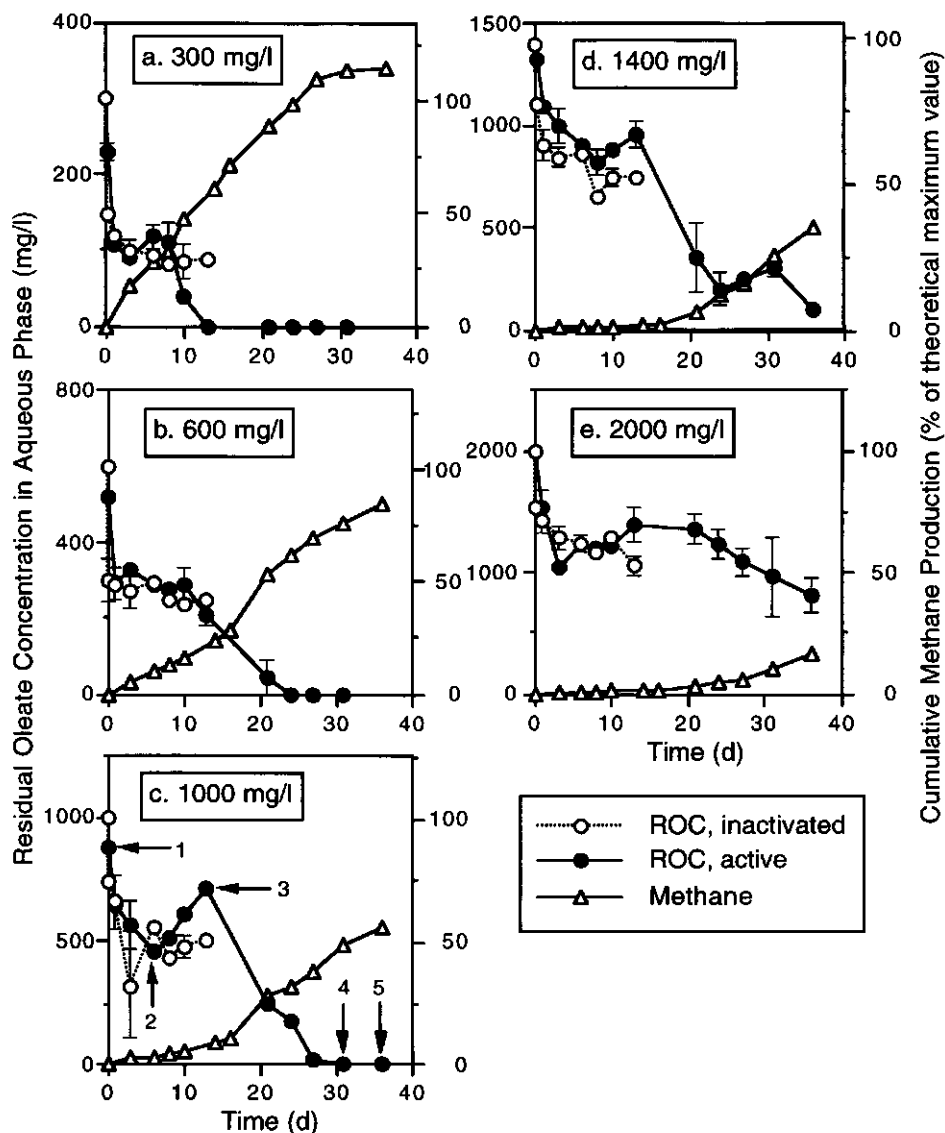 Residual Oleate Concentration in Aqueous Phase (mg/l)
a. 300 mg/l
400
200
0
100
50
0
0 10 20 30 40
b. 600 mg/l
800
400
0
100
50
0
0 10 20 30 40
c. 1000 mg/l
1000
500
0
100
50
0
1
2
3
4
5
0 10 20 30 40
Time (d)
d. 1400 mg/l
1500
1000
500
0
100
50
0
0 10 20 30 40
e. 2000 mg/l
2000
1000
0
100
50
0
0 10 20 30 40
Time (d)
Cumulative Methane Production (% of theoretical maximum value)
ROC, inactivated
ROC, active
Methane